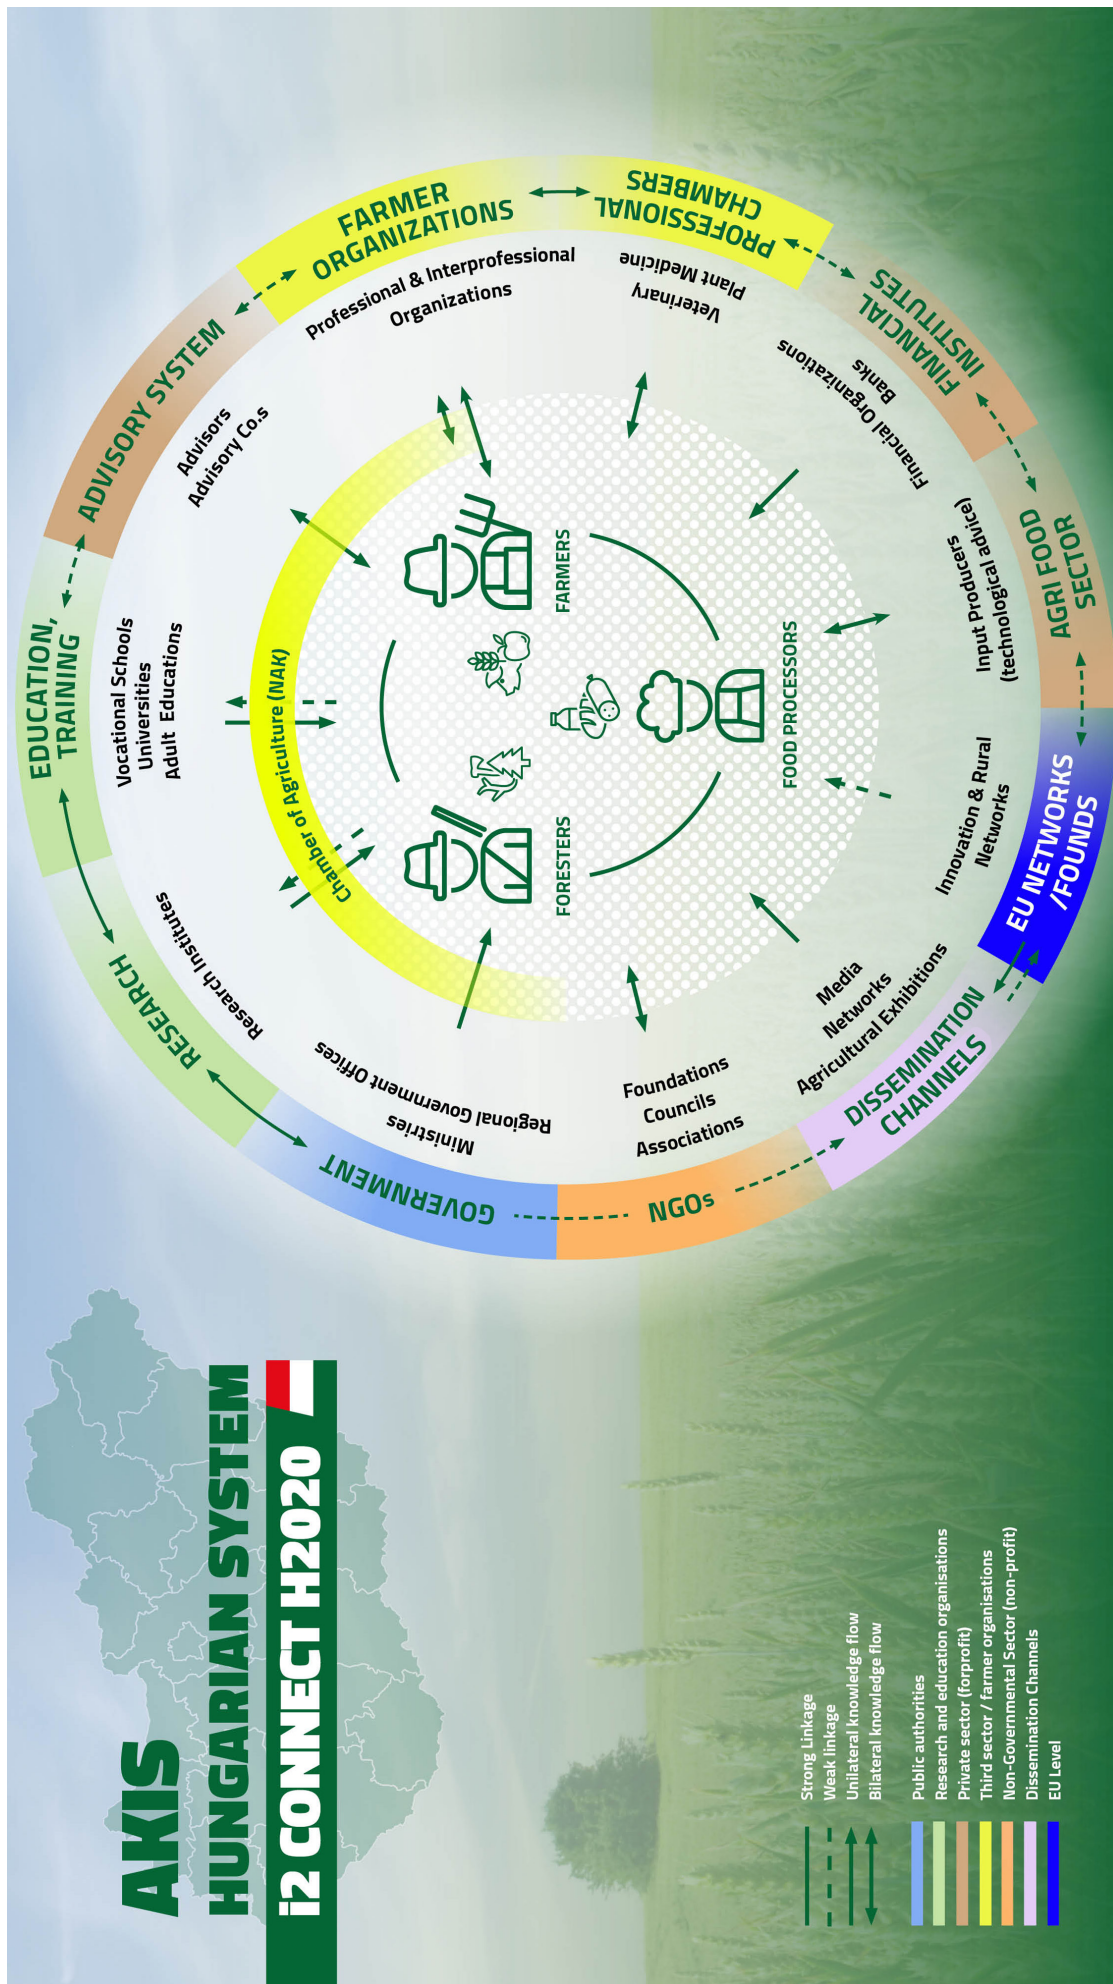 AKIS
HUNGARIAN SYSTEM
i2 CONNECT H2020
Strong Linkage
Weak linkage
Unilateral knowledge flow
Bilateral knowledge flow
Public authorities
Research and education organisations
Private sector (forprofit)
Third sector / farmer organisations
Non-Governmental Sector (non-profit)
Dissemination Channels
EU Level
EDUCATION,
TRAINING
Vocational Schools
Universities
Adult Educations
ADVISORY SYSTEM
Advisors
Advisory Co.s
FARMER
ORGANIZATIONS
Professional & Interprofessional
Organizations
PROFESSIONAL
CHAMBERS
Veterinary
Plant Medicine
FINANCIAL
INSTITUTES
Banks
Financial Organizations
AGRI FOOD
SECTOR
Input Producers
(technological advice)
EU NETWORKS
/FOUNDS
Innovation & Rural
Networks
DISSEMINATION
CHANNELS
Media
Networks
Agricultural Exhibitions
NGOs
Foundations
Councils
Associations
GOVERNMENT
Ministries
Regional Government Offices
RESEARCH
Research Institutes
Chamber of Agriculture (NAK)
FORESTERS
FARMERS
FOOD PROCESSORS